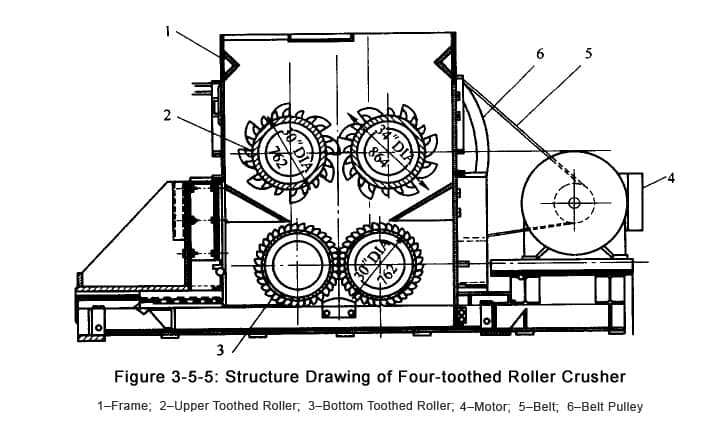 1
6
5
2
30" DIA
762
34" DIA
864
4
30" DIA
762
3
Figure 3-5-5: Structure Drawing of Four-toothed Roller Crusher
1–Frame; 2–Upper Toothed Roller; 3–Bottom Toothed Roller; 4–Motor; 5–Belt; 6–Belt Pulley